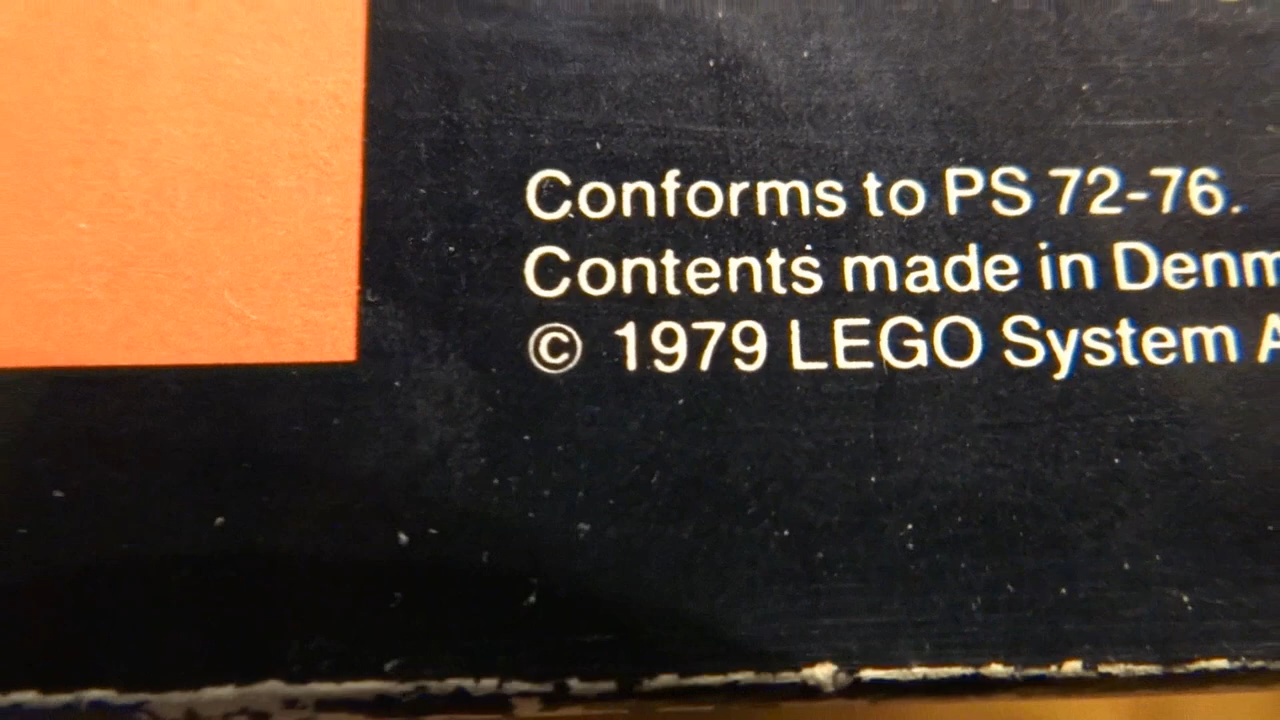 Conforms to PS 72-76.
Contents made in Denm
© 1979 LEGO System A